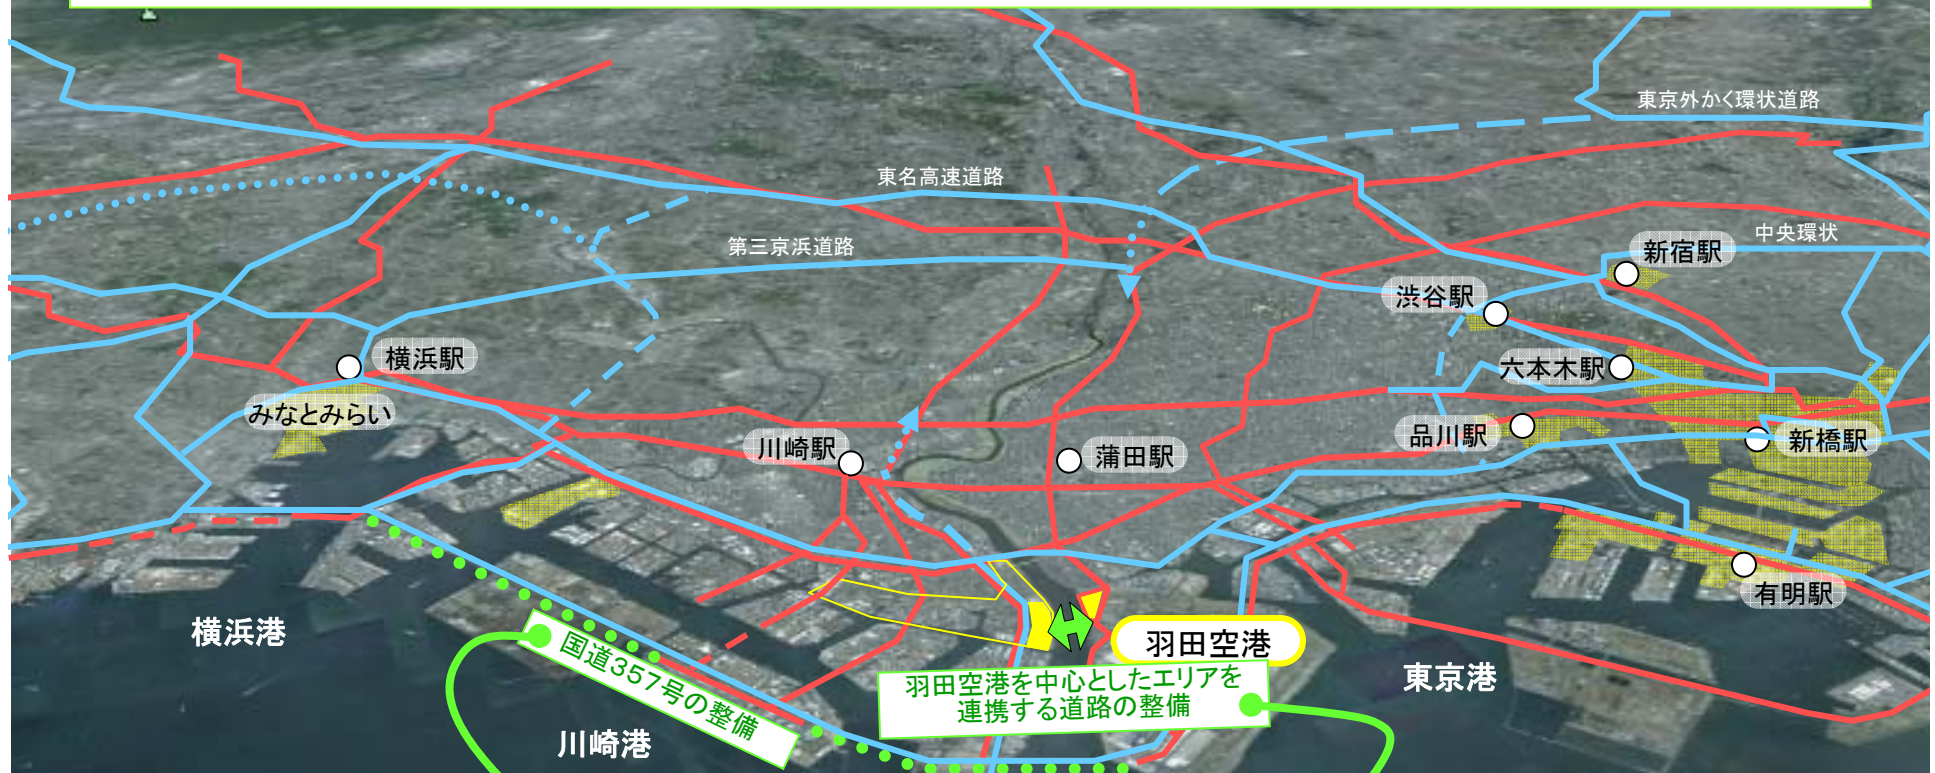 東京外かく環状道路
東名高速道路
中央環状
第三京浜道路
新宿駅
渋谷駅
横浜駅
六本木駅
みなとみらい
品川駅
新橋駅
川崎駅
蒲田駅
有明駅
横浜港
羽田空港
国道357号の整備
羽田空港を中心としたエリアを
連携する道路の整備
東京港
川崎港